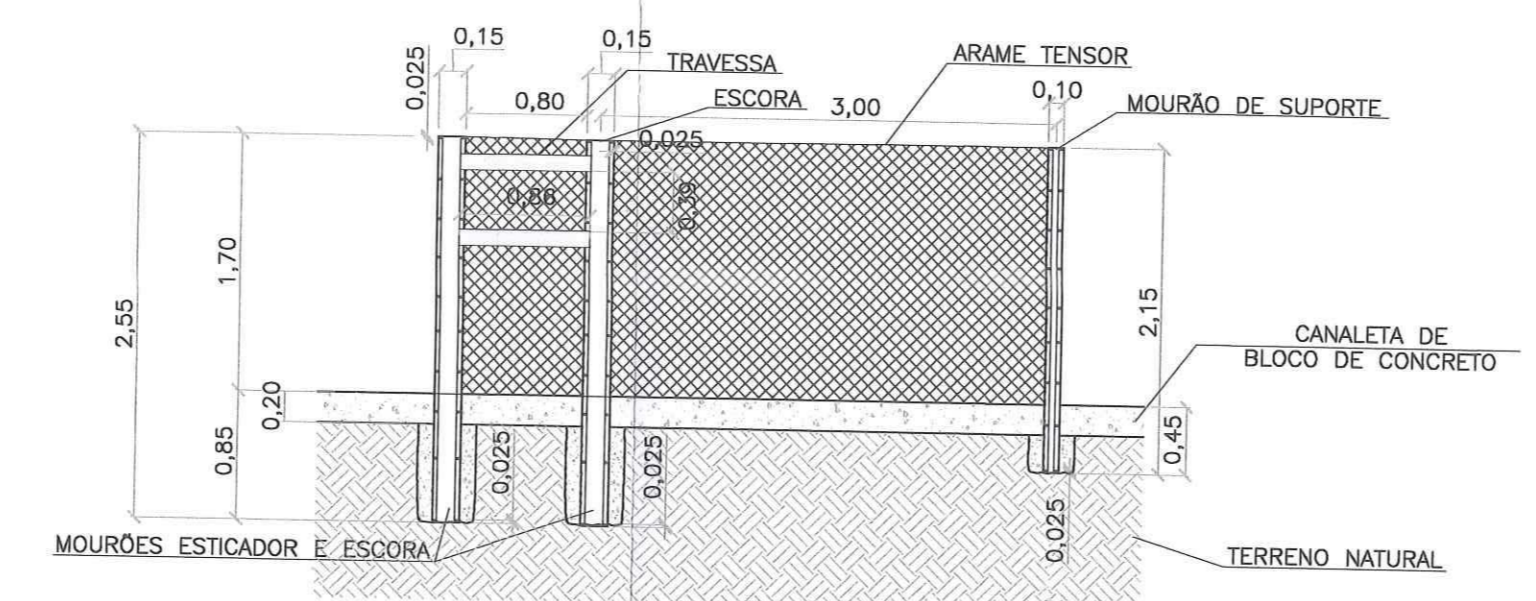 0,15
0,15
0,025
TRAVESSA
ARAME TENSOR
0,80
ESCORA
3,00
0,10
MOURÃO DE SUPORTE
0,025
0,86
0,39
1,70
2,55
2,15
CANALETA DE
BLOCO DE CONCRETO
0,20
0,85
0,025
0,025
0,45
0,025
MOURÕES ESTICADOR E ESCORA
TERRENO NATURAL